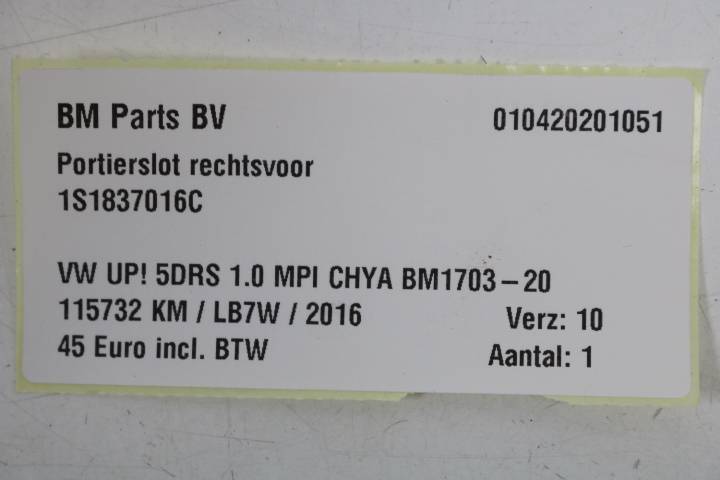 BM Parts BV 010420201051
Portierslot rechtsvoor
1S1837016C
VW UP! 5DRS 1.0 MPI CHYA BM1703-20
115732 KM / LB7W / 2016 Verz: 10
45 Euro incl. BTW Aantal: 1